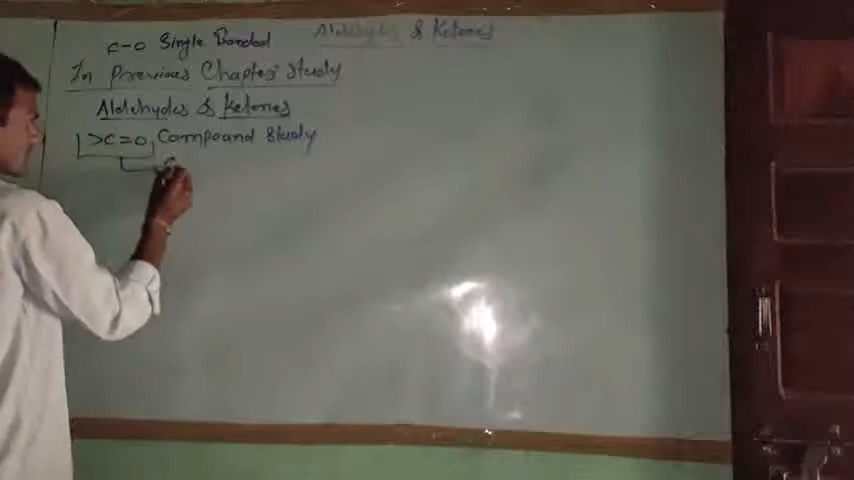 Aldehydes & Ketones
C-O Single Bonded
In Previous Chapter Study
Aldehydes & Ketones
>C=O Compound Study